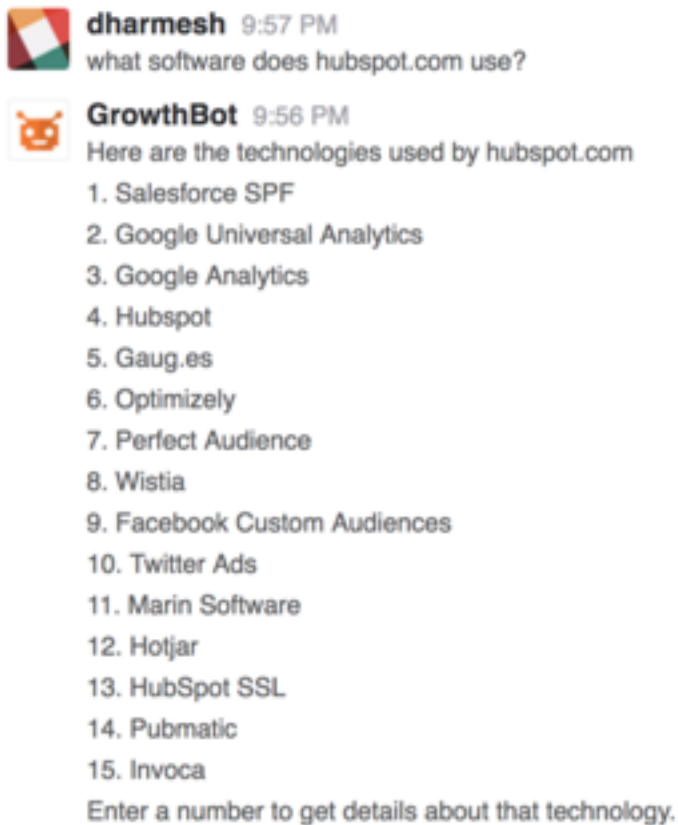 dharmesh 9:57 PM
what software does hubspot.com use?
GrowthBot 9:56 PM
Here are the technologies used by hubspot.com
1. Salesforce SPF
2. Google Universal Analytics
3. Google Analytics
4. Hubspot
5. Gaug.es
6. Optimizely
7. Perfect Audience
8. Wistia
9. Facebook Custom Audiences
10. Twitter Ads
11. Marin Software
12. Hotjar
13. HubSpot SSL
14. Pubmatic
15. Invoca
Enter a number to get details about that technology.